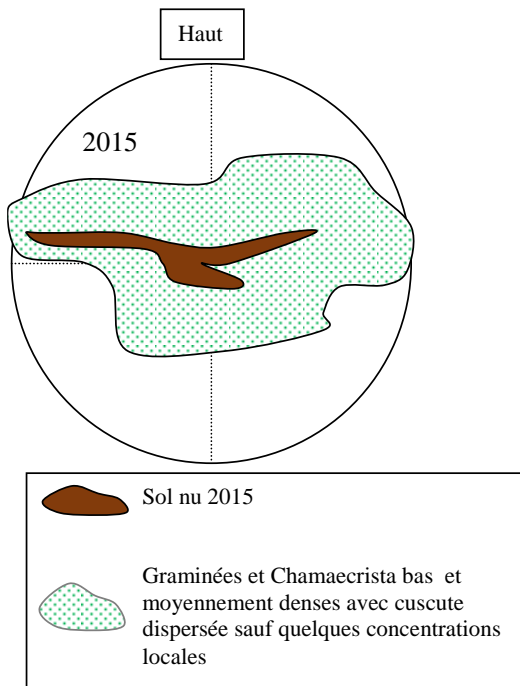 Haut
2015
Sol nu 2015
Graminées et Chamaecrista bas et
moyennement denses avec cuscute
dispersée sauf quelques concentrations
locales